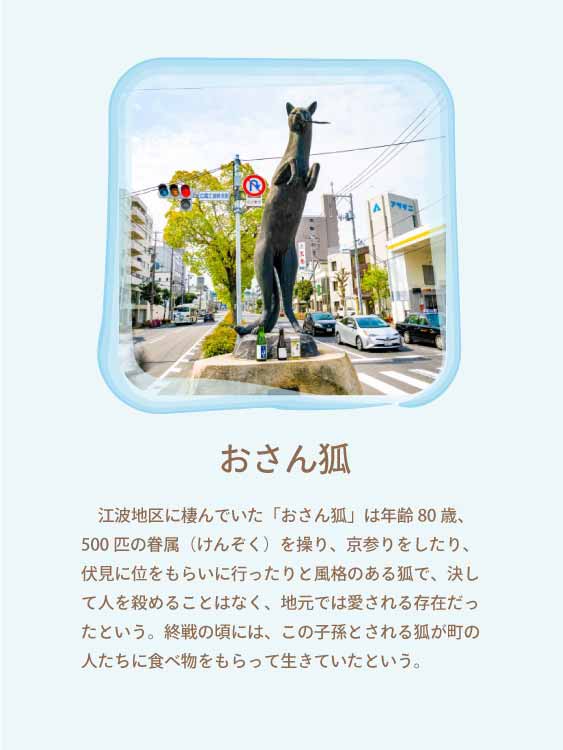 アサヒニ
おさん狐
江波地区に棲んでいた「おさん狐」は年齢 80 歳、
500 匹の眷属（けんぞく）を操り、京参りをしたり、
伏見に位をもらいに行ったりと風格のある狐で、決し
て人を殺めることはなく、地元では愛される存在だっ
たという。終戦の頃には、この子孫とされる狐が町の
人たちに食べ物をもらって生きていたという。